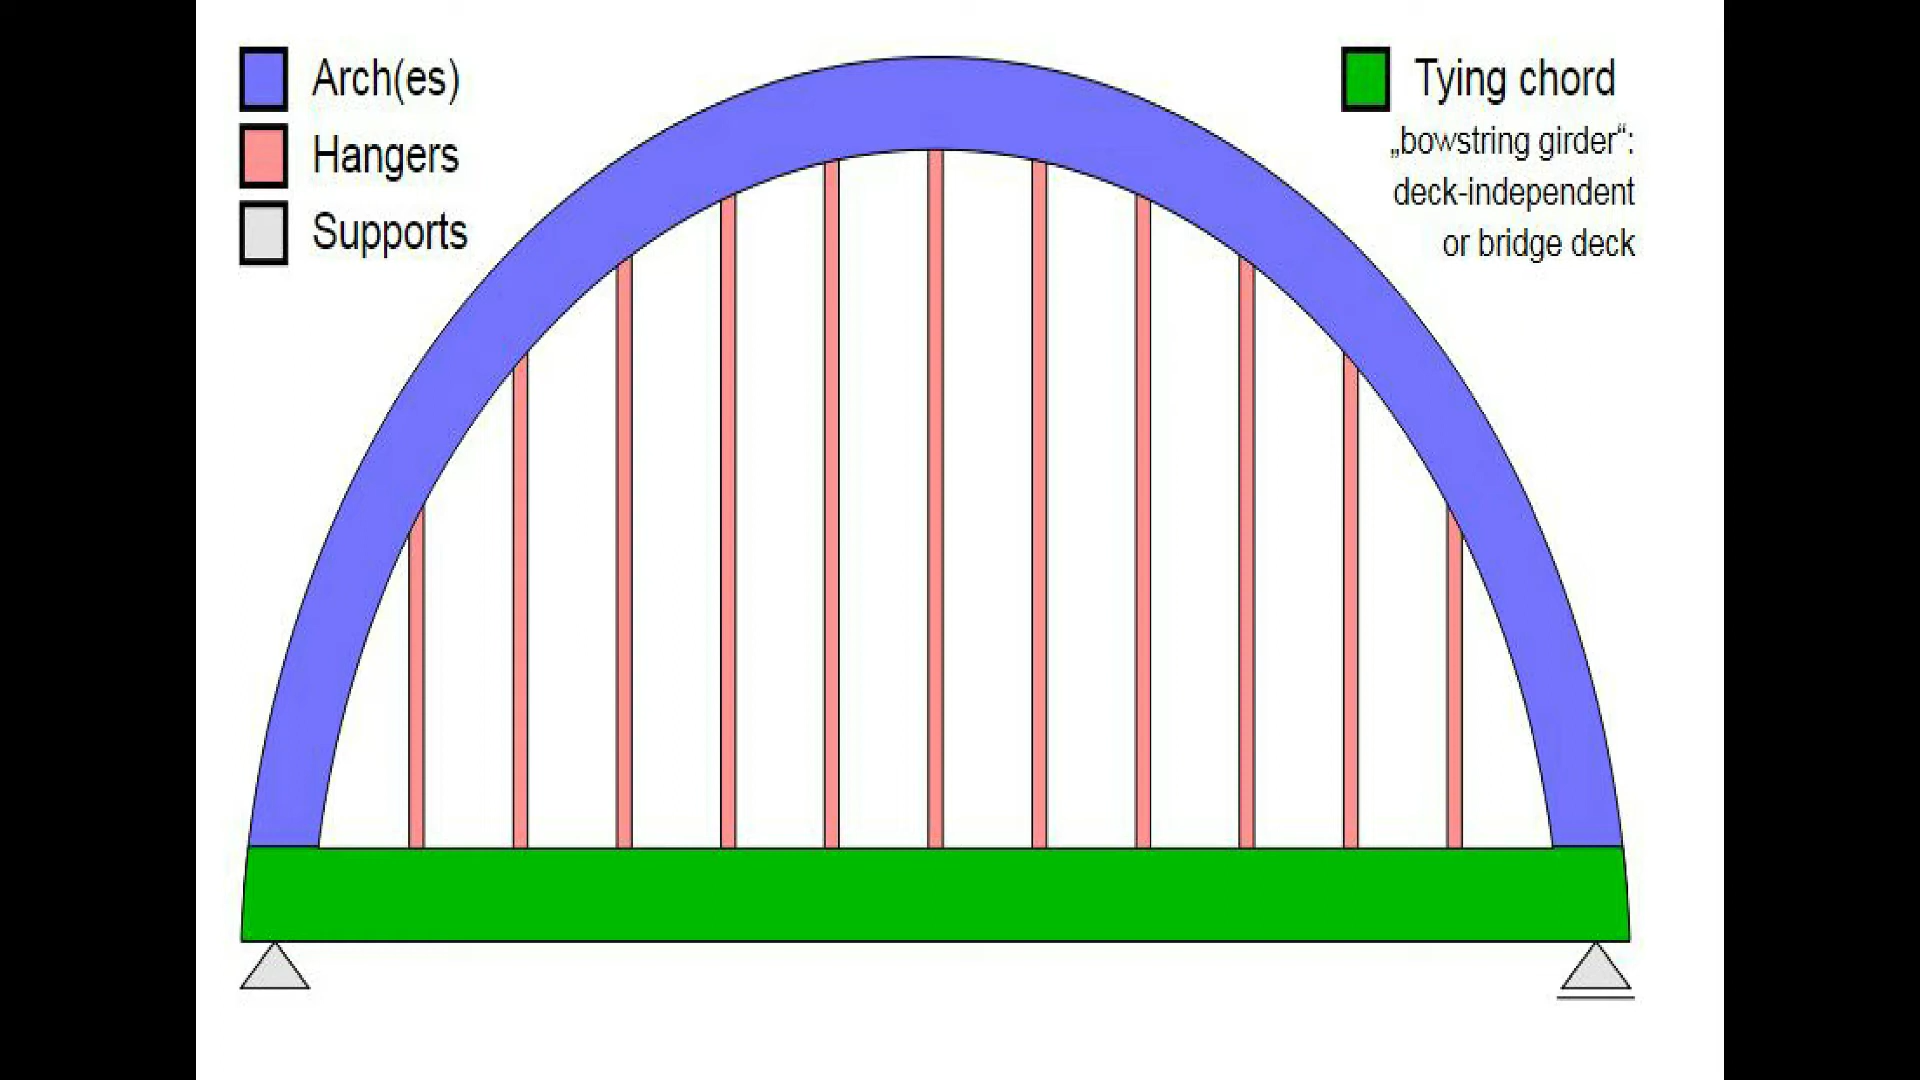 Arch(es)
Hangers
Supports
Tying chord
„bowstring girder“:
deck-independent
or bridge deck